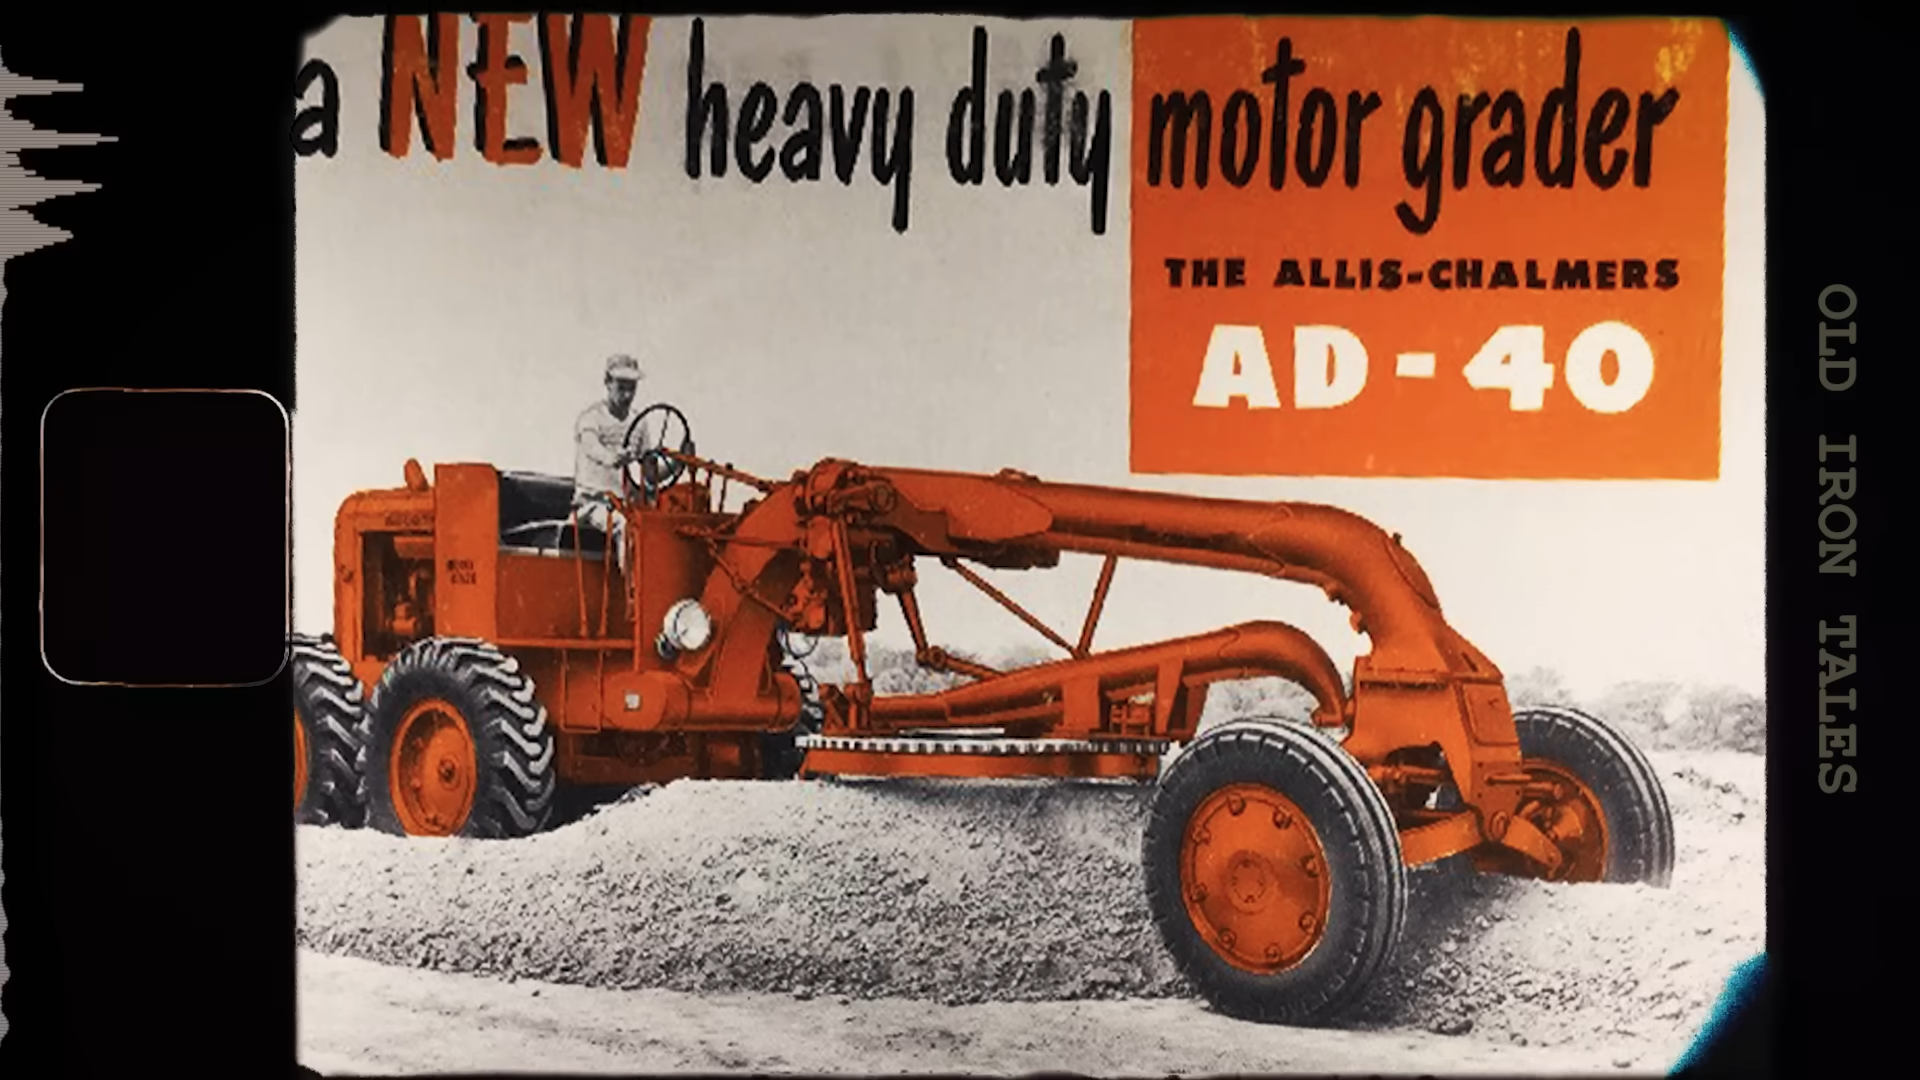 a NEW heavy duty motor grader
THE ALLIS-CHALMERS
AD-40
OLD IRON TALES